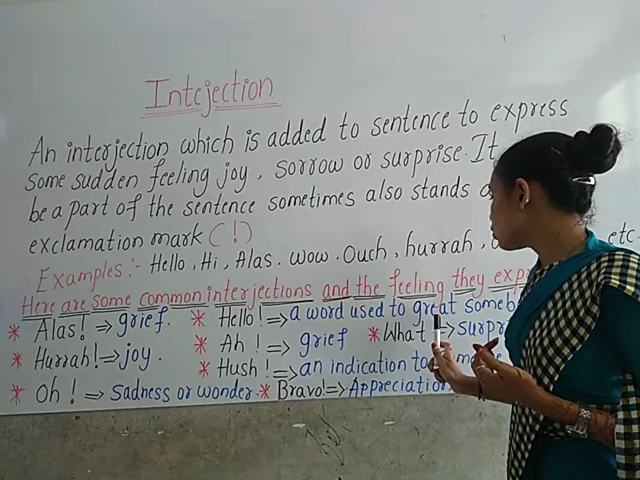 Intejection
An interjection which is added to sentence to express
some sudden feeling joy, sorrow or surprise. It
be a part of the sentence sometimes also stands
exclamation mark (!)
Examples :- Hello, Hi, Alas. wow. Ouch, hurrah, etc.
Here are some common interjections and the feeling they
* Alas! => grief. * Hello! => a word used to great
* Hurrah! => joy. * Ah! => grief * What ! =>
* Hush! => an indication to
* Oh! => Sadness or wonder. * Bravo! => Appreciation